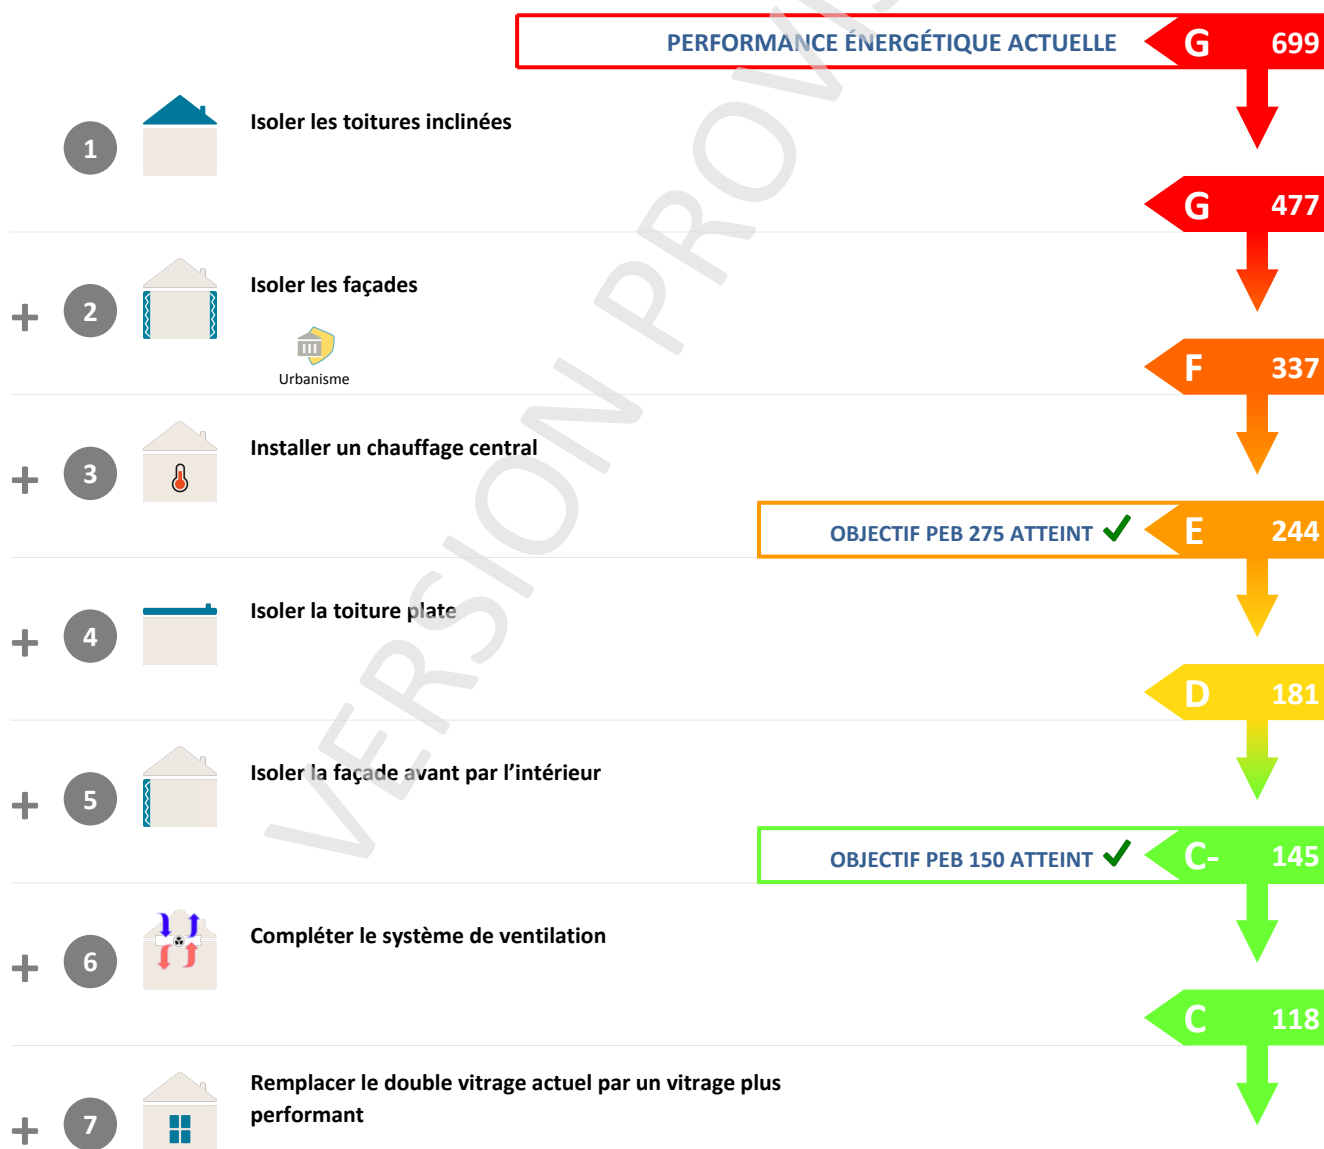 PERFORMANCE ÉNERGÉTIQUE ACTUELLE G 699
1 Isoler les toitures inclinées
G 477
+ 2 Isoler les façades
Urbanisme
F 337
+ 3 Installer un chauffage central
OBJECTIF PEB 275 ATTEINT E 244
+ 4 Isoler la toiture plate
D 181
+ 5 Isoler la façade avant par l’intérieur
OBJECTIF PEB 150 ATTEINT C- 145
+ 6 Compléter le système de ventilation
C 118
+ 7 Remplacer le double vitrage actuel par un vitrage plus
performant
VERSION PROVIS